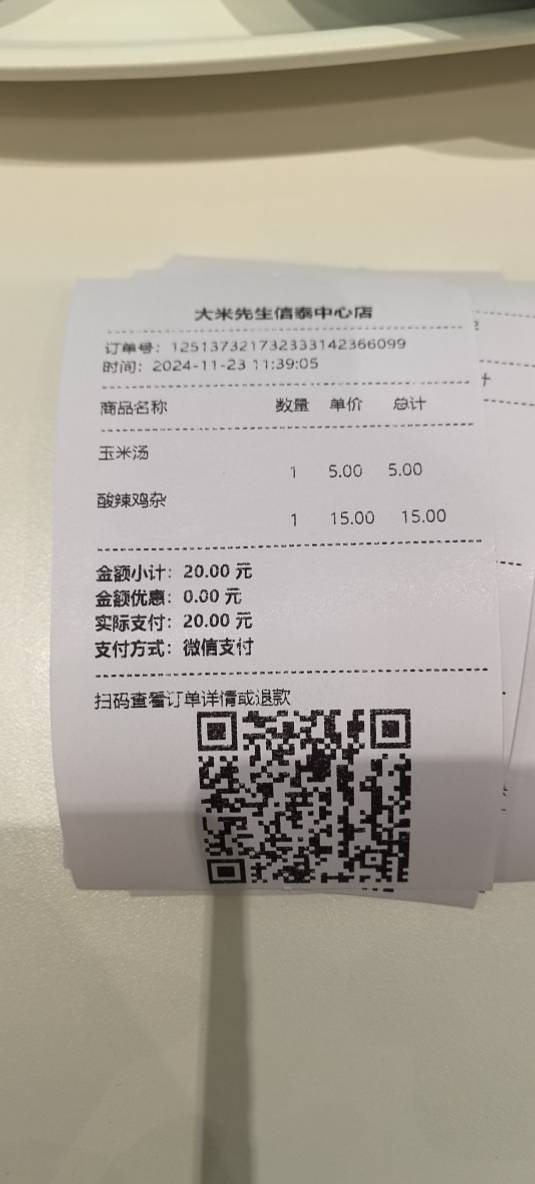 大米先生信泰中心店
订单号：1251373217323333142366099
时间：2024-11-23 11:39:05
商品名称 数量 单价 总计
玉米汤
1 5.00 5.00
酸辣鸡杂
1 15.00 15.00
金额小计：20.00 元
金额优惠：0.00 元
实际支付：20.00 元
支付方式：微信支付
扫码查看订单详情或退款